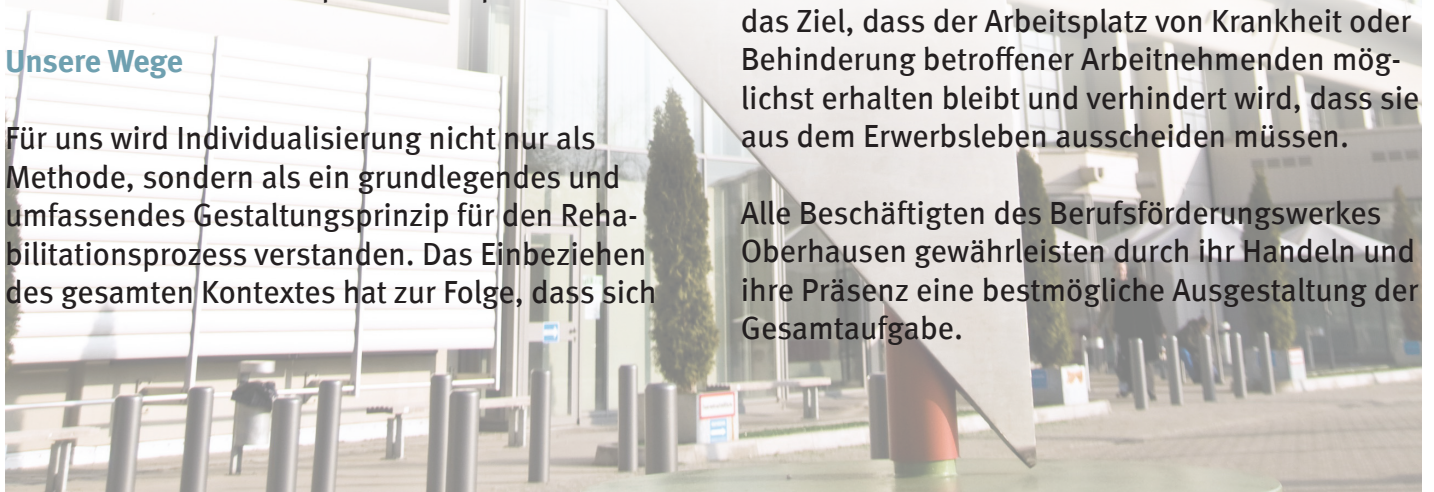 Unsere Wege
Für uns wird Individualisierung nicht nur als
Methode, sondern als ein grundlegendes und
umfassendes Gestaltungsprinzip für den Reha-
bilitationsprozess verstanden. Das Einbeziehen
des gesamten Kontextes hat zur Folge, dass sich
das Ziel, dass der Arbeitsplatz von Krankheit oder
Behinderung betroffener Arbeitnehmenden mög-
lichst erhalten bleibt und verhindert wird, dass sie
aus dem Erwerbsleben ausscheiden müssen.
Alle Beschäftigten des Berufsförderungswerkes
Oberhausen gewährleisten durch ihr Handeln und
ihre Präsenz eine bestmögliche Ausgestaltung der
Gesamtaufgabe.